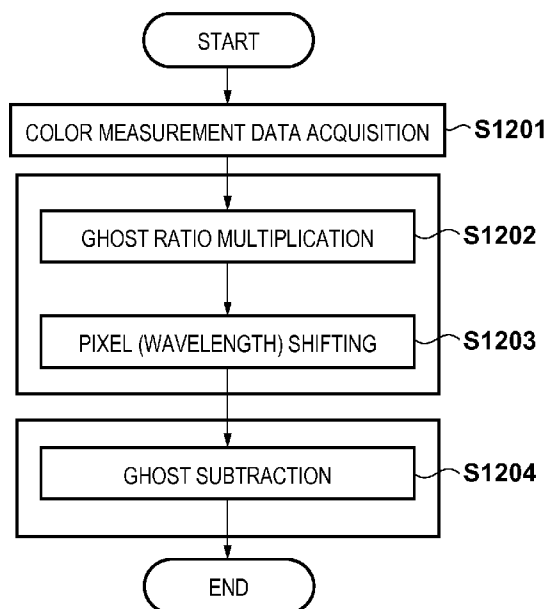 START
COLOR MEASUREMENT DATA ACQUISITION S1201
GHOST RATIO MULTIPLICATION S1202
PIXEL (WAVELENGTH) SHIFTING S1203
GHOST SUBTRACTION S1204
END